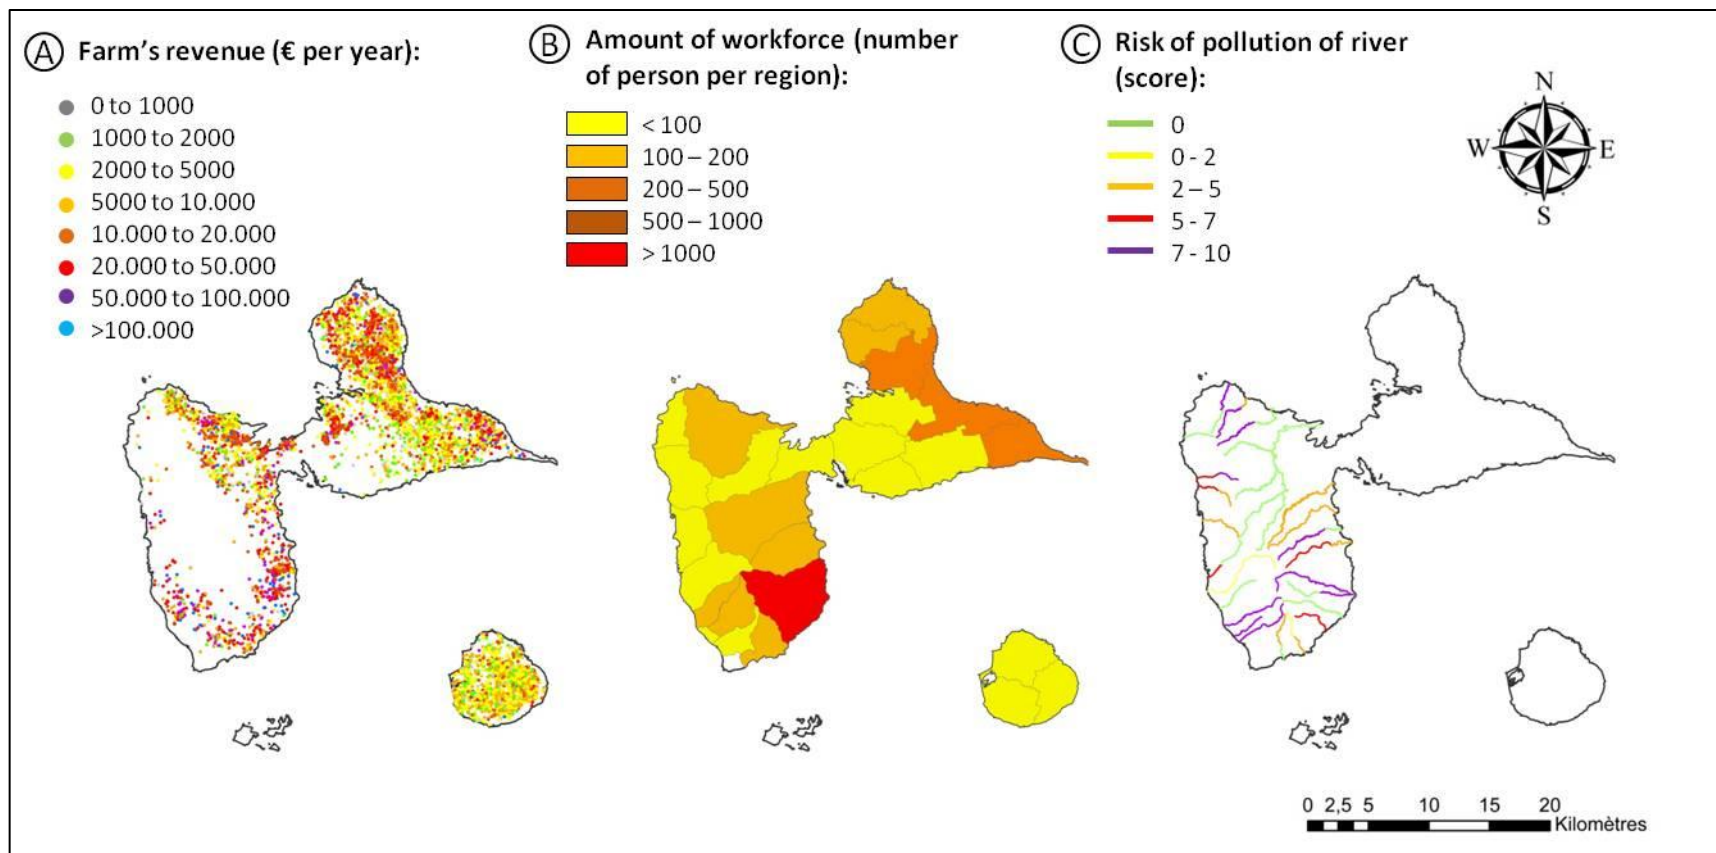 A Farm's revenue (€ per year):
0 to 1000
1000 to 2000
2000 to 5000
5000 to 10.000
10.000 to 20.000
20.000 to 50.000
50.000 to 100.000
>100.000
B Amount of workforce (number
of person per region):
< 100
100 – 200
200 – 500
500 – 1000
> 1000
C Risk of pollution of river
(score):
0
0 - 2
2 – 5
5 - 7
7 - 10
N
W E
S
0 2,5 5 10 15 20
Kilomètres